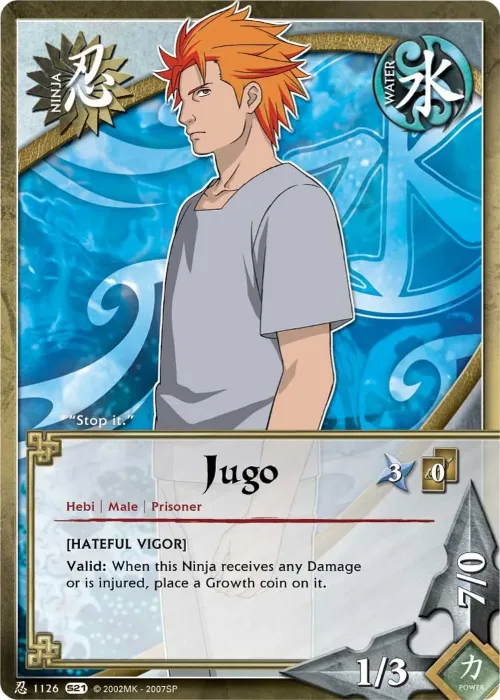 NINJA 忍
WATER 水
"Stop it."
Jugo
3 0
Hebi | Male | Prisoner
[HATEFUL VIGOR]
Valid: When this Ninja receives any Damage
or is injured, place a Growth coin on it.
7/0
1/3
力
POWER
忍 1126 S21 © 2002MK - 2007SP